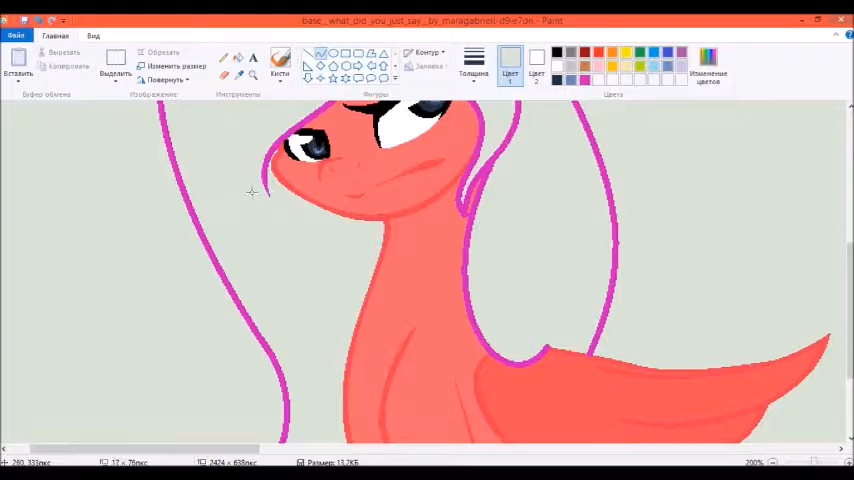 base__what_did_you_just_say__by_maragabriell-d9ie7dn - Paint
Файл Главная Вид
Вставить
Вырезать
Копировать
Буфер обмена
Выделить
Обрезать
Изменить размер
Повернуть
Изображение
Инструменты
Кисти
Контур
Заливка
Фигуры
Толщина
Цвет 1
Цвет 2
Цвета
Изменение цветов
260, 333пкс 17 × 76пкс 2424 × 638пкс Размер: 13,2КБ 200%